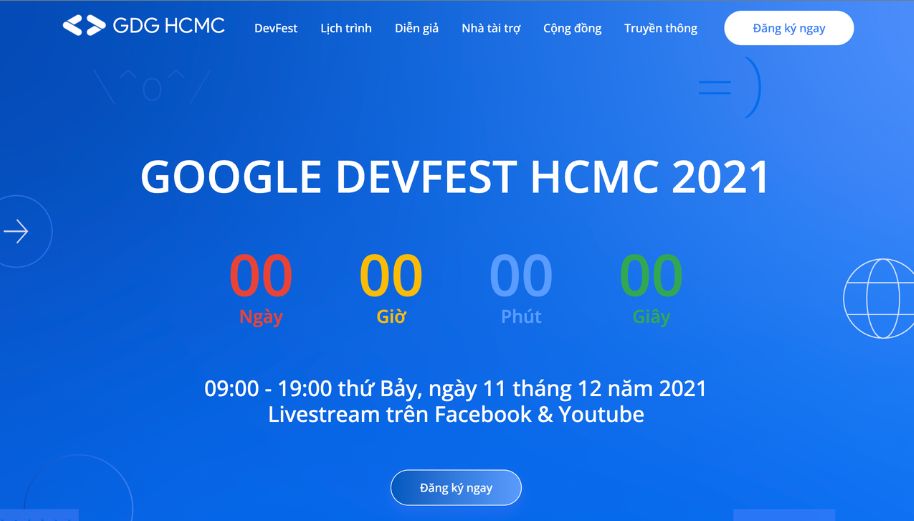 GDG HCMC DevFest Lịch trình Diễn giả Nhà tài trợ Cộng đồng Truyền thông Đăng ký ngay
\^o^/ =)
GOOGLE DEVFEST HCMC 2021
00 00 00 00
Ngày Giờ Phút Giây
09:00 - 19:00 thứ Bảy, ngày 11 tháng 12 năm 2021
Livestream trên Facebook & Youtube
Đăng ký ngay